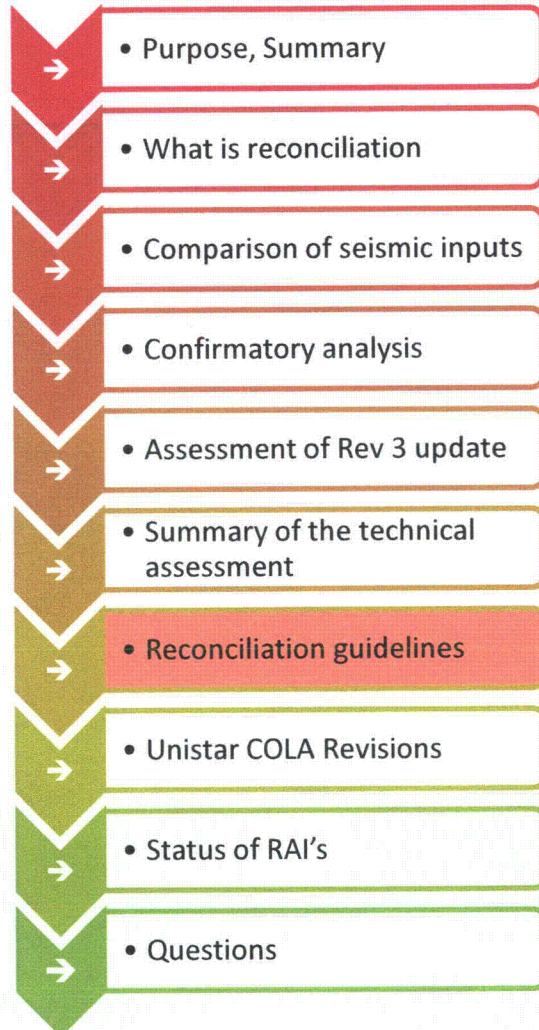 • Purpose, Summary
• What is reconciliation
• Comparison of seismic inputs
• Confirmatory analysis
• Assessment of Rev 3 update
• Summary of the technical
assessment
• Reconciliation guidelines
• Unistar COLA Revisions
• Status of RAI's
• Questions